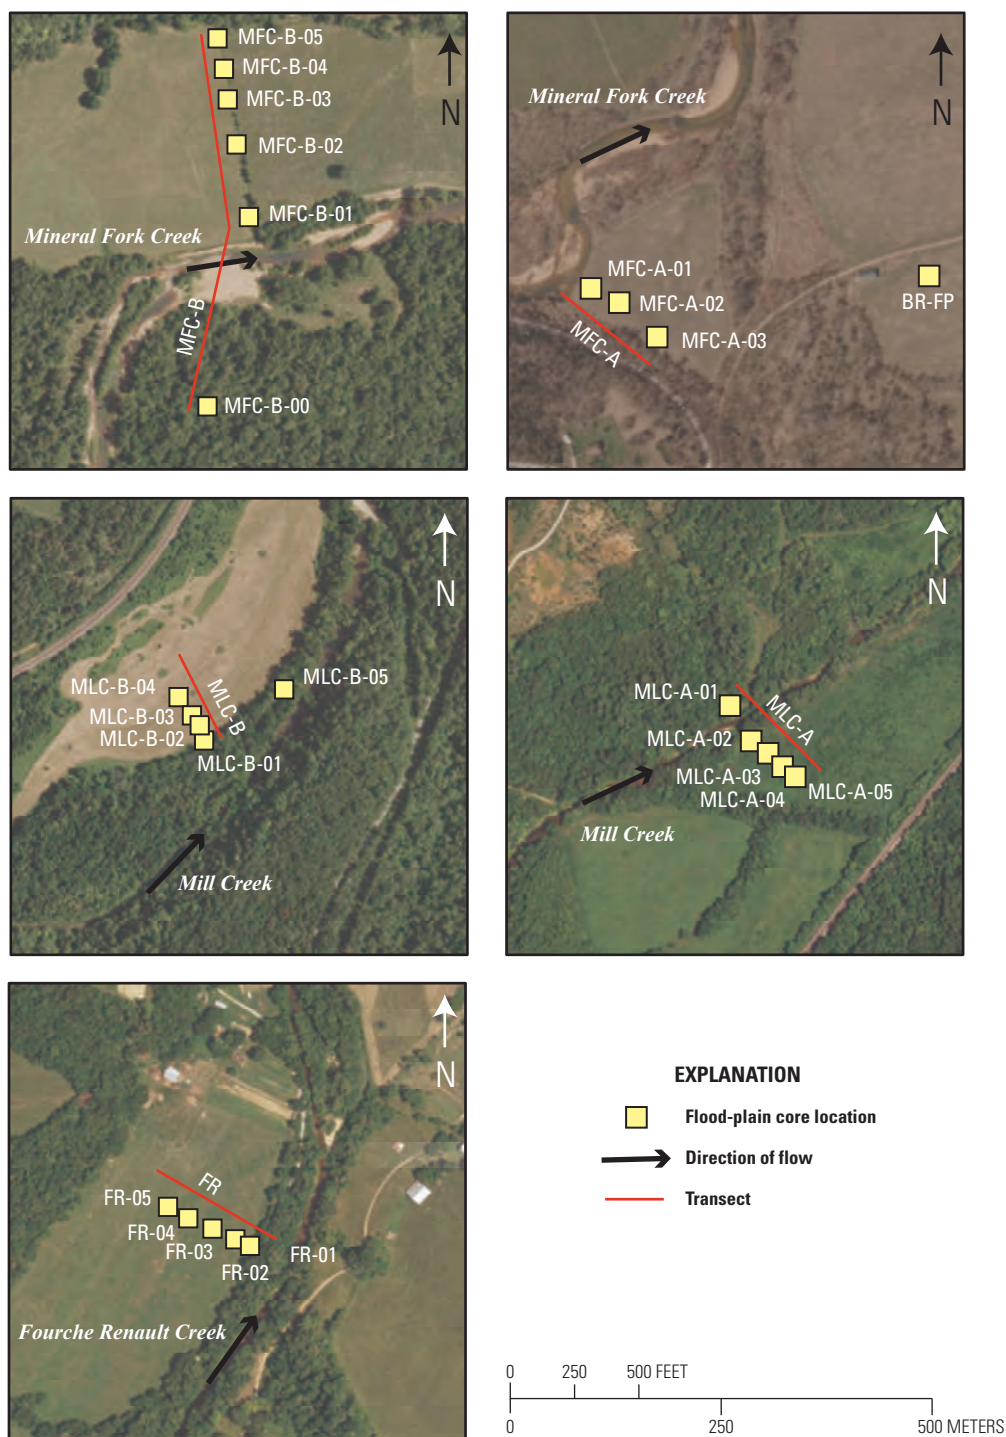 MFC-B-05
MFC-B-04
N
MFC-B-03
MFC-B-02
MFC-B-01
Mineral Fork Creek
MFC-B
MFC-B-00
Mineral Fork Creek
N
MFC-A-01
MFC-A-02
BR-FP
MFC-A-03
MFC-A
N
MLC-B-05
MLC-B-04
MLC-B
MLC-B-03
MLC-B-02
MLC-B-01
Mill Creek
N
MLC-A-01
MLC-A
MLC-A-02
MLC-A-03
MLC-A-05
MLC-A-04
Mill Creek
N
FR
FR-05
FR-04
FR-03
FR-01
FR-02
Fourche Renault Creek
EXPLANATION
Flood-plain core location
Direction of flow
Transect
0 250 500 FEET
0 250 500 METERS